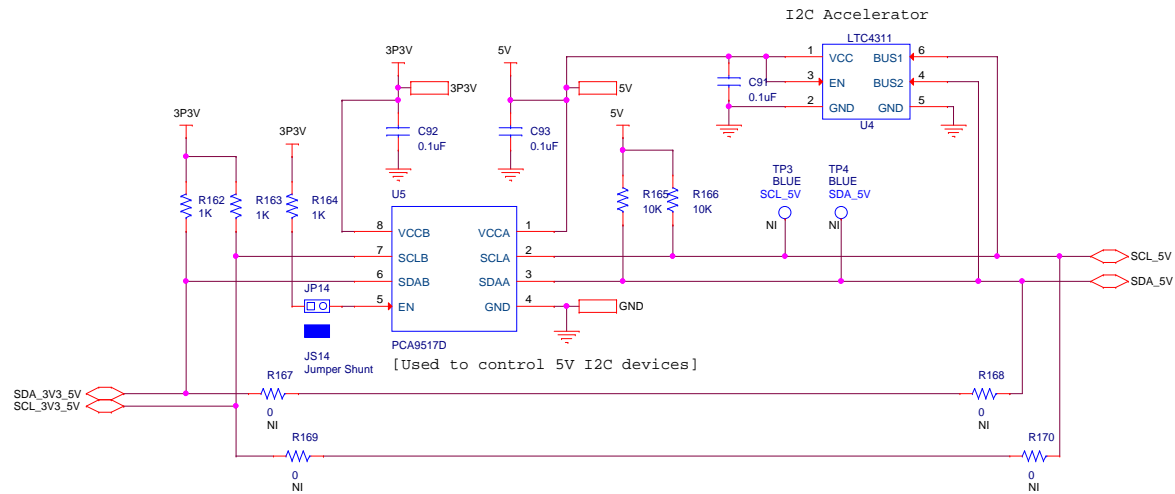 I2C Accelerator
LTC4311
1
VCC
BUS1
6
3
EN
BUS2
4
2
GND
GND
5
U4
C91
0.1uF
3P3V
3P3V
C92
0.1uF
5V
5V
C93
0.1uF
3P3V
R162
1K
R163
1K
3P3V
R164
1K
5V
R165
10K
R166
10K
TP3
BLUE
SCL_5V
NI
TP4
BLUE
SDA_5V
NI
U5
8
VCCB
VCCA
1
7
SCLB
SCLA
2
6
SDAB
SDAA
3
5
EN
GND
4
PCA9517D
GND
SCL_5V
SDA_5V
JP14
JS14
Jumper Shunt
[Used to control 5V I2C devices]
SDA_3V3_5V
SCL_3V3_5V
R167
0
NI
R168
0
NI
R169
0
NI
R170
0
NI